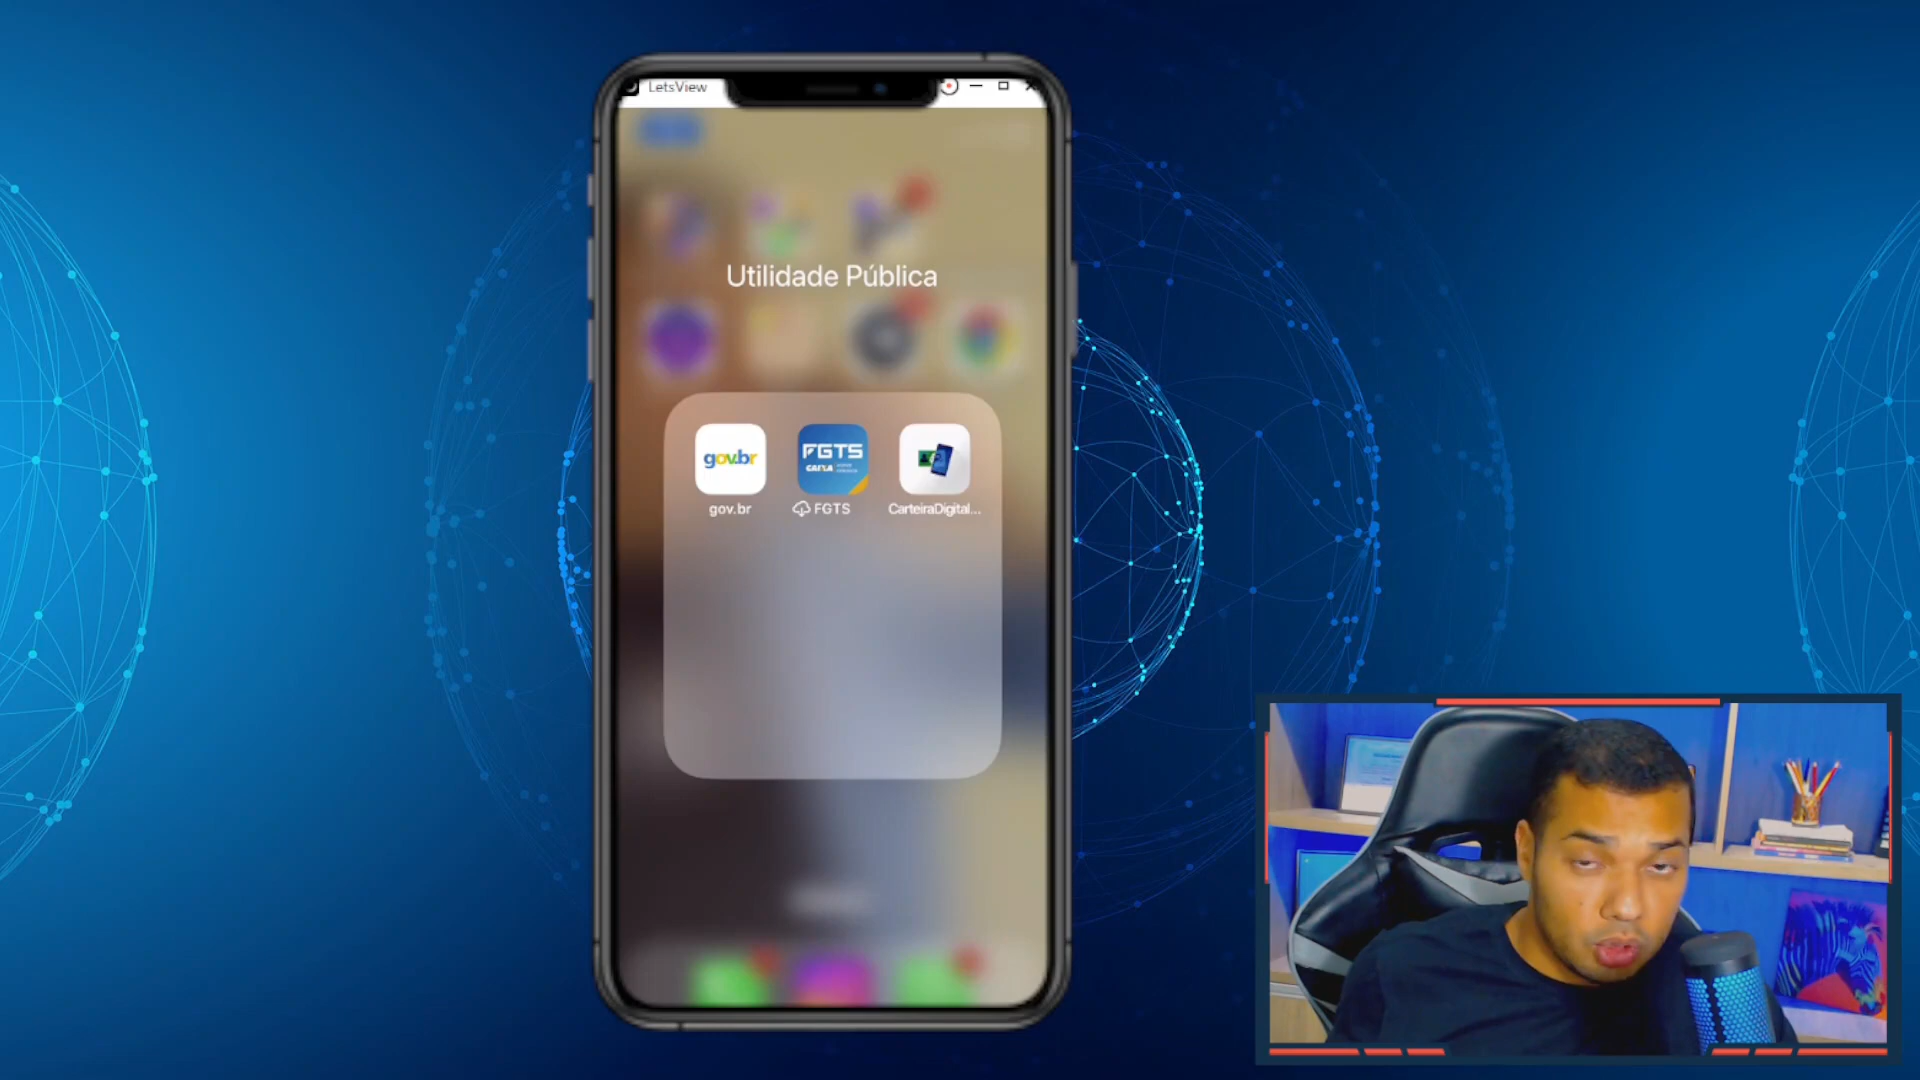 LetsView
Utilidade Pública
gov.br
FGTS
CAIXA
gov.br
FGTS
CarteiraDigital...